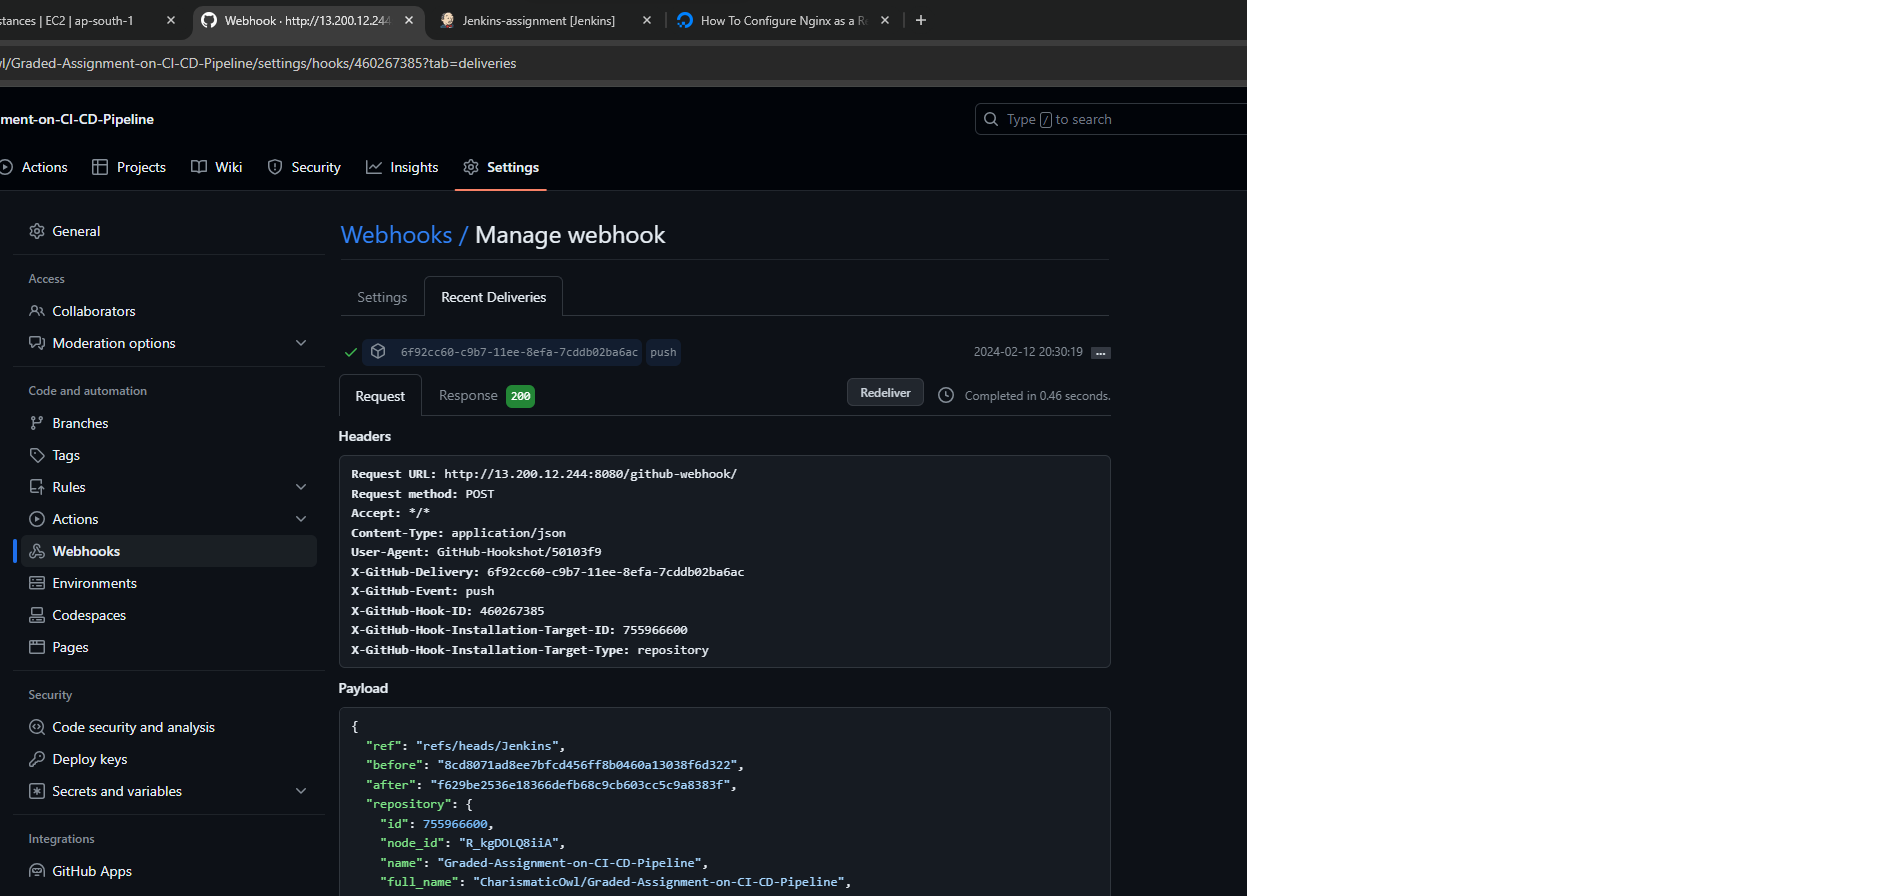 stances | EC2 | ap-south-1
Webhook · http://13.200.12.244
Jenkins-assignment [Jenkins]
How To Configure Nginx as a Re
l/Graded-Assignment-on-CI-CD-Pipeline/settings/hooks/460267385?tab=deliveries
ment-on-CI-CD-Pipeline
Type / to search
Actions
Projects
Wiki
Security
Insights
Settings
General
Access
Collaborators
Moderation options
Code and automation
Branches
Tags
Rules
Actions
Webhooks
Environments
Codespaces
Pages
Security
Code security and analysis
Deploy keys
Secrets and variables
Integrations
GitHub Apps
Webhooks / Manage webhook
Settings
Recent Deliveries
6f92cc60-c9b7-11ee-8efa-7cddb02ba6ac push
2024-02-12 20:30:19 ...
Request
Response 200
Redeliver
Completed in 0.46 seconds.
Headers
Request URL: http://13.200.12.244:8080/github-webhook/
Request method: POST
Accept: */*
Content-Type: application/json
User-Agent: GitHub-Hookshot/50103f9
X-GitHub-Delivery: 6f92cc60-c9b7-11ee-8efa-7cddb02ba6ac
X-GitHub-Event: push
X-GitHub-Hook-ID: 460267385
X-GitHub-Hook-Installation-Target-ID: 755966600
X-GitHub-Hook-Installation-Target-Type: repository
Payload
{
"ref": "refs/heads/Jenkins",
"before": "8cd8071ad8ee7bfcd456ff8b0460a13038f6d322",
"after": "f629be2536e18366defb68c9cb603cc5c9a8383f",
"repository": {
"id": 755966600,
"node_id": "R_kgDOLQ8iiA",
"name": "Graded-Assignment-on-CI-CD-Pipeline",
"full_name": "CharismaticOwl/Graded-Assignment-on-CI-CD-Pipeline",